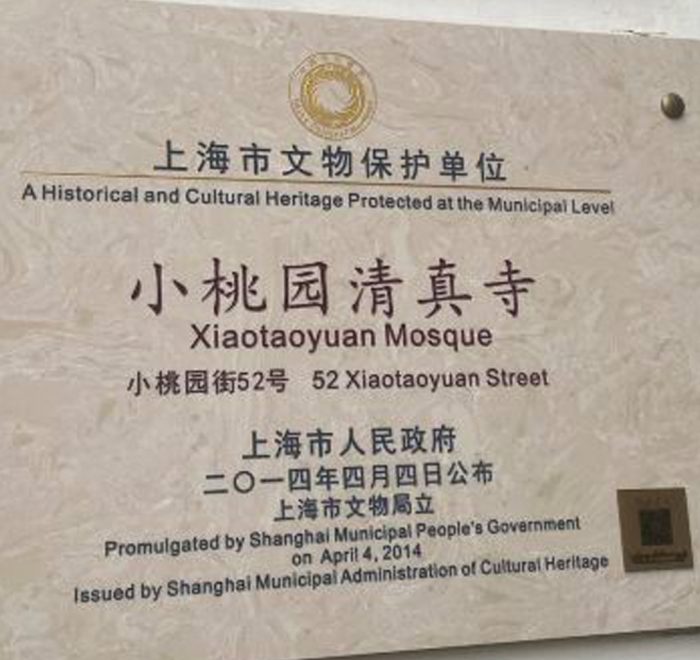 上海市文物保护单位
A Historical and Cultural Heritage Protected at the Municipal Level
小桃园清真寺
Xiaotaoyuan Mosque
小桃园街52号 52 Xiaotaoyuan Street
上海市人民政府
二〇一四年四月四日公布
上海市文物局立
Promulgated by Shanghai Municipal People's Government
on April 4, 2014
Issued by Shanghai Municipal Administration of Cultural Heritage